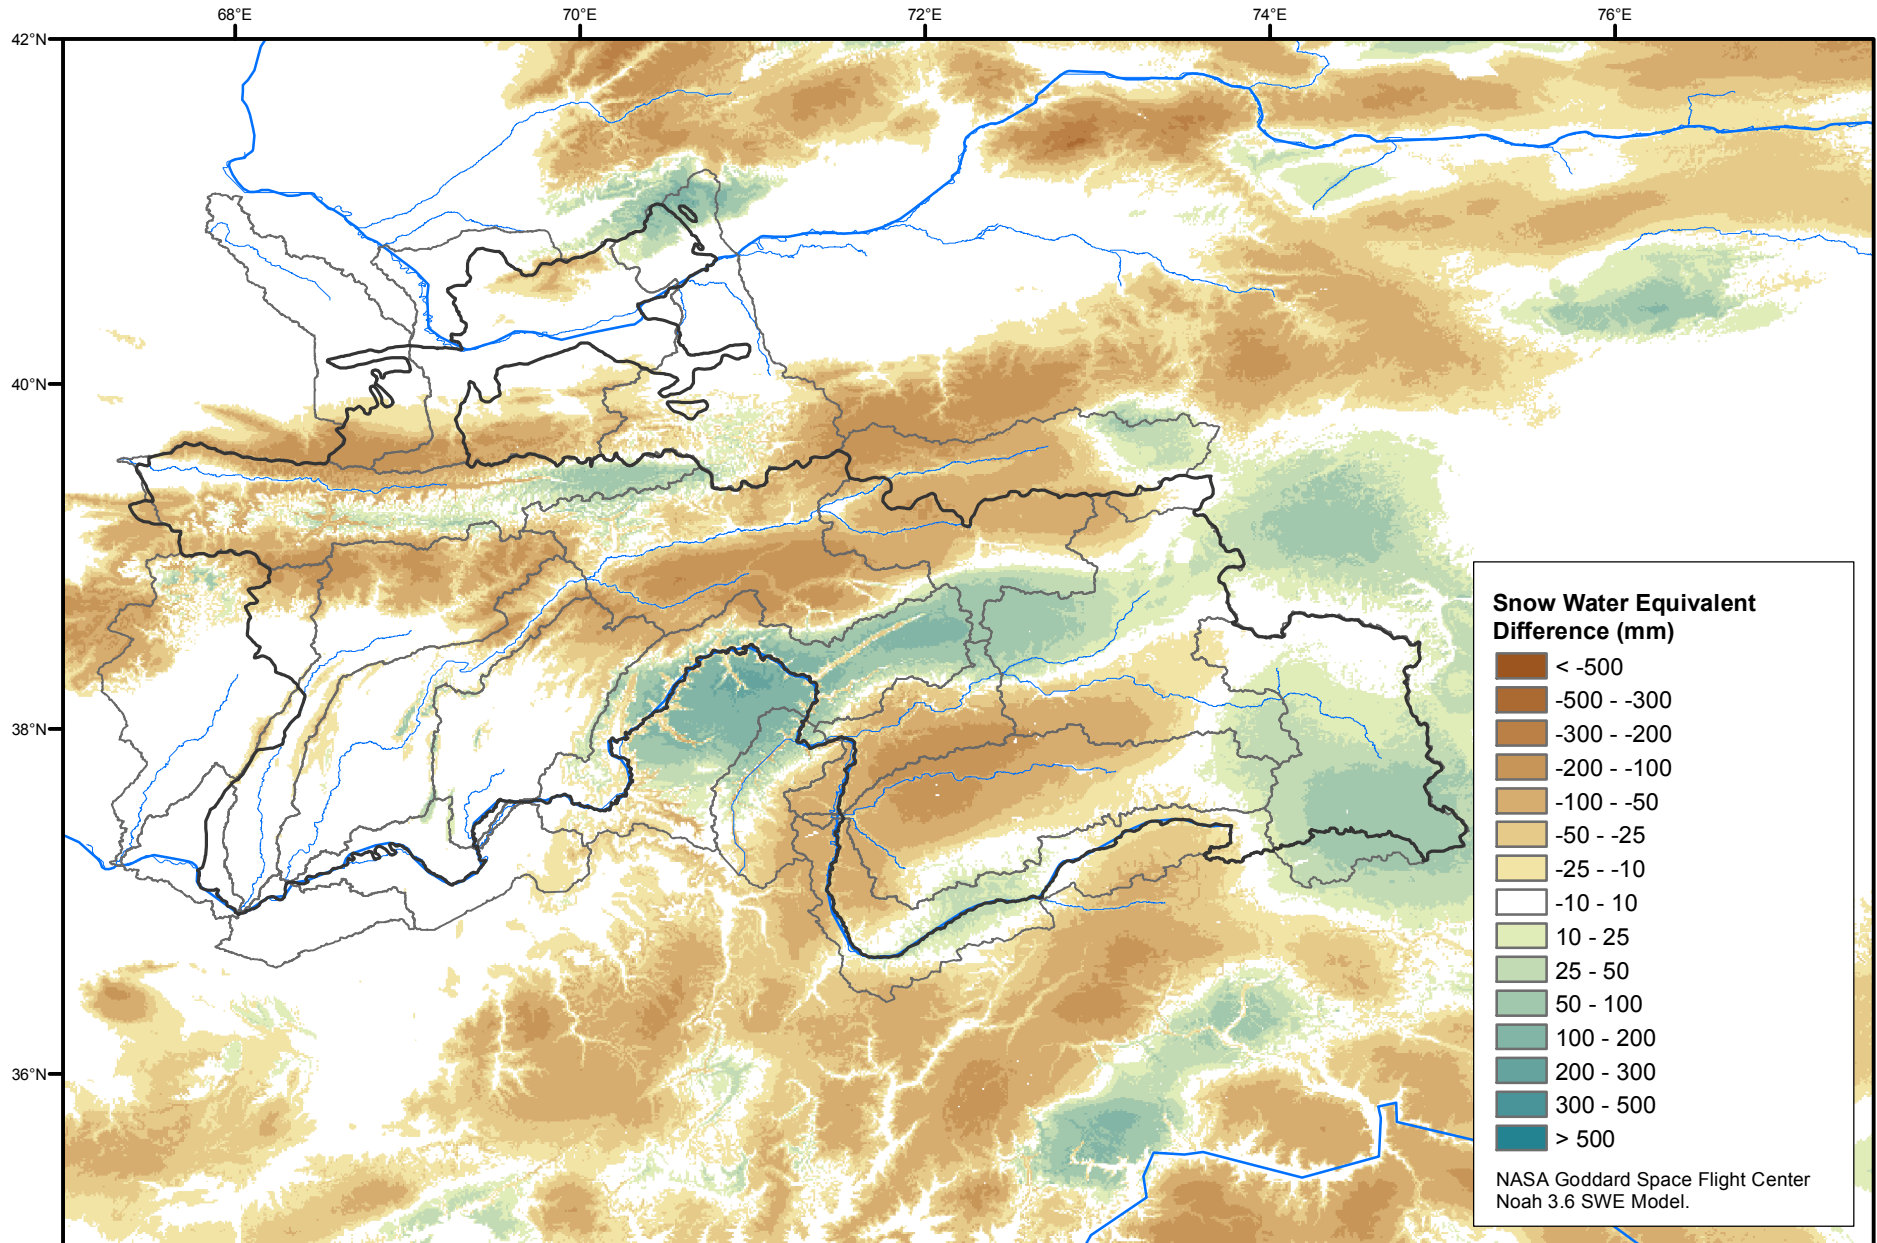 68°E
70°E
72°E
74°E
76°E
42°N
40°N
38°N
36°N
Snow Water Equivalent
Difference (mm)
< -500
-500 - -300
-300 - -200
-200 - -100
-100 - -50
-50 - -25
-25 - -10
-10 - 10
10 - 25
25 - 50
50 - 100
100 - 200
200 - 300
300 - 500
> 500
NASA Goddard Space Flight Center
Noah 3.6 SWE Model.